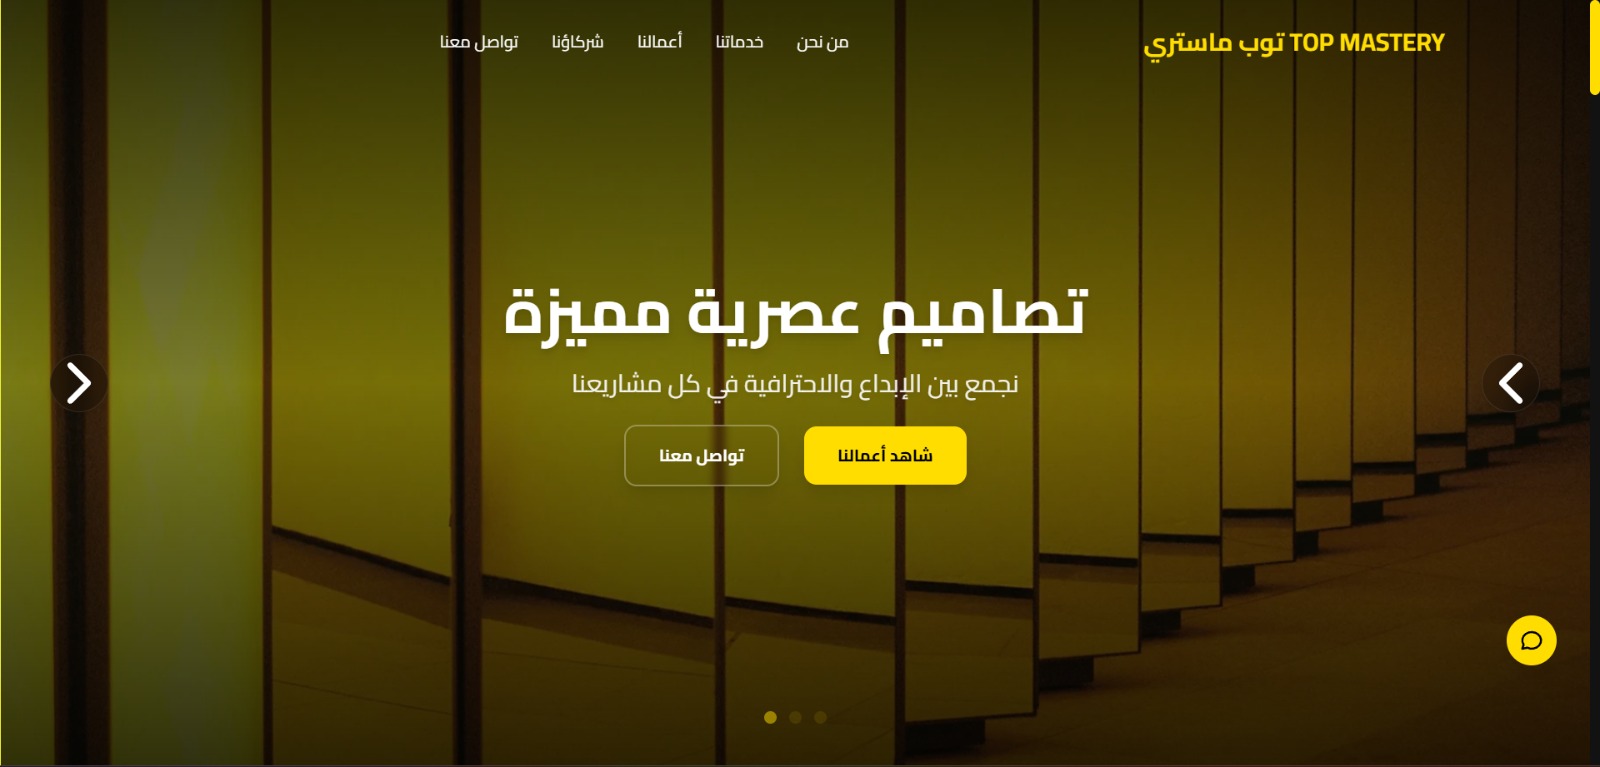 توب ماستري TOP MASTERY
من نحن
خدماتنا
أعمالنا
شركاؤنا
تواصل معنا
تصاميم عصرية مميزة
نجمع بين الإبداع والاحترافية في كل مشاريعنا
شاهد أعمالنا
تواصل معنا